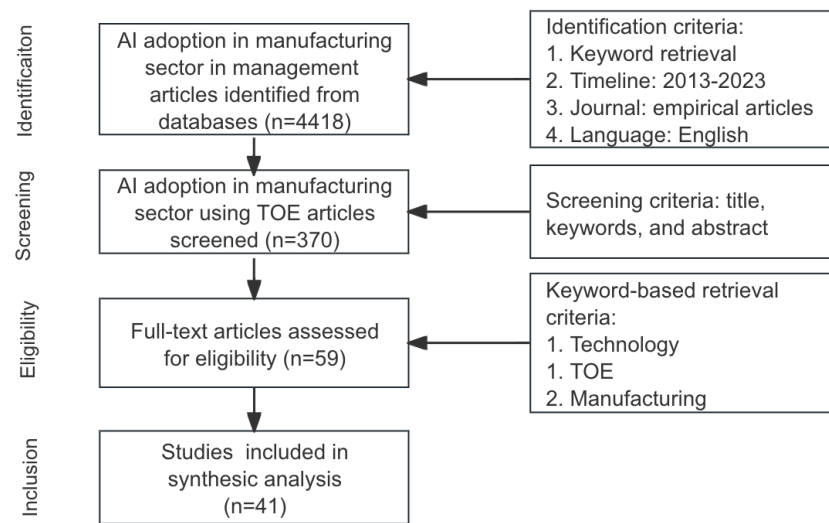 Identificaiton
AI adoption in manufacturing
sector in management
articles identified from
databases (n=4418)
Identification criteria:
1. Keyword retrieval
2. Timeline: 2013-2023
3. Journal: empirical articles
4. Language: English
Screening
AI adoption in manufacturing
sector using TOE articles
screened (n=370)
Screening criteria: title,
keywords, and abstract
Eligibility
Full-text articles assessed
for eligibility (n=59)
Keyword-based retrieval
criteria:
1. Technology
1. TOE
2. Manufacturing
Inclusion
Studies included in
synthesic analysis
(n=41)